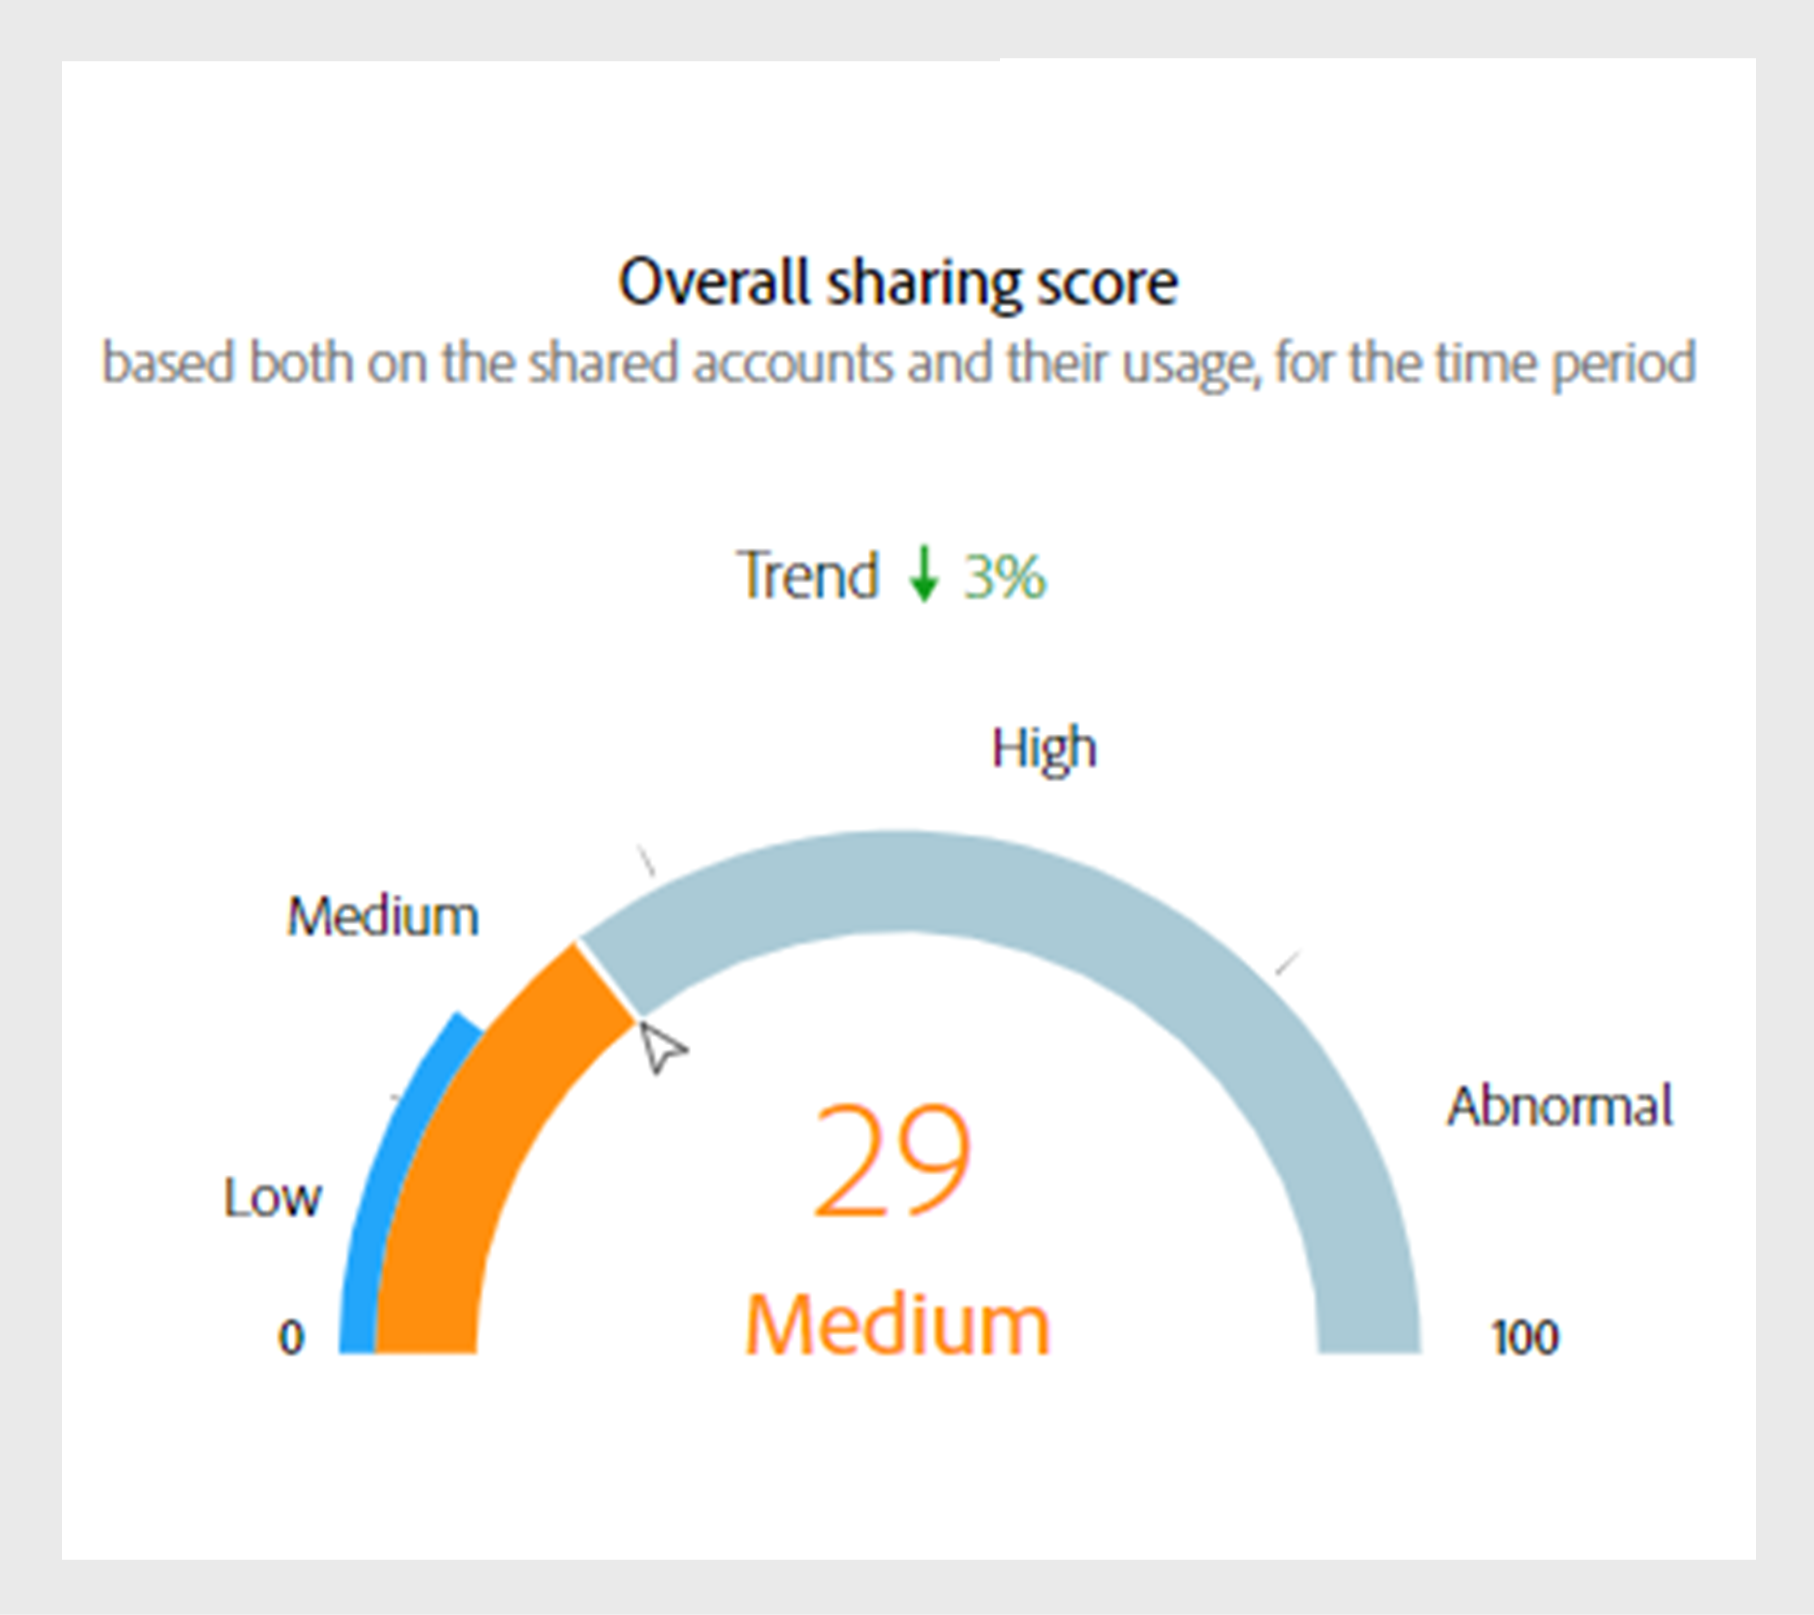 Overall sharing score
based both on the shared accounts and their usage, for the time period
Trend ↓ 3%
High
Medium
Abnormal
29
Low
Medium
0
100